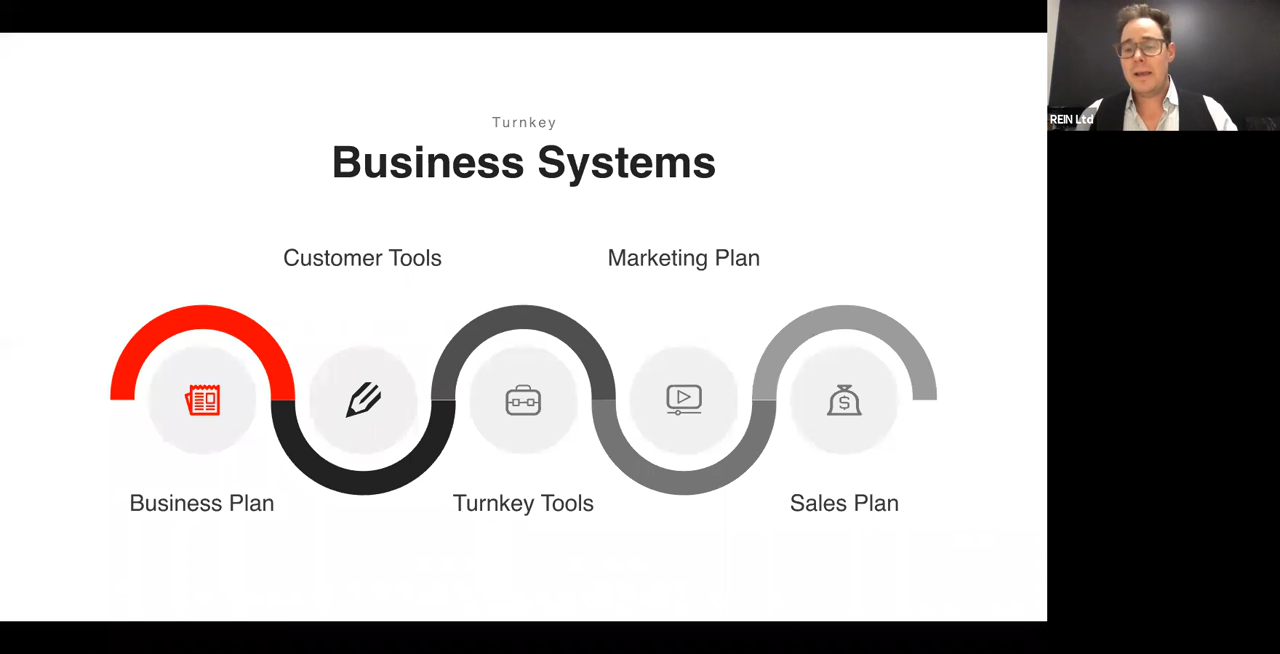 Turnkey
Business Systems
Customer Tools
Marketing Plan
Business Plan
Turnkey Tools
Sales Plan
REIN Ltd
$